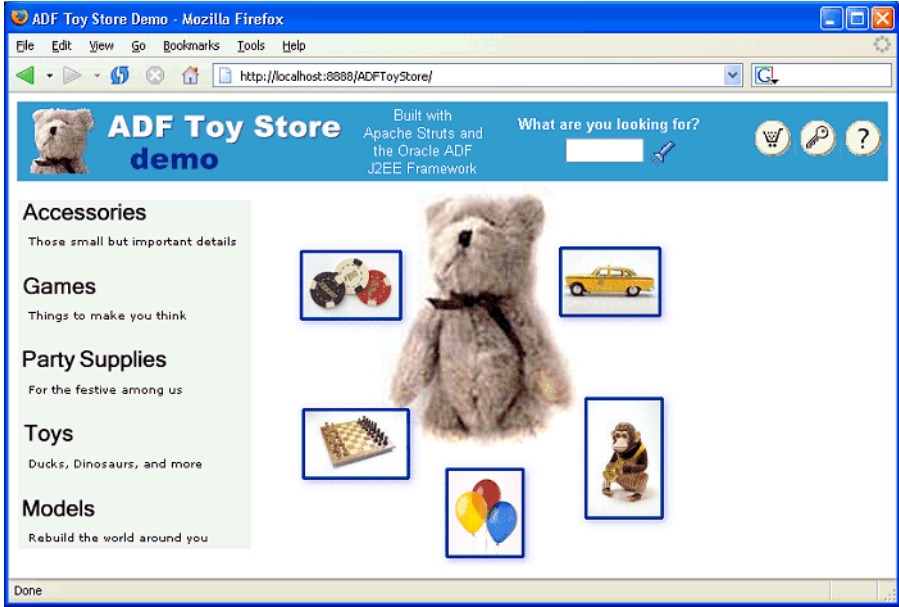 ADF Toy Store Demo - Mozilla Firefox
File Edit View Go Bookmarks Tools Help
http://localhost:8888/ADFToyStore/
G
ADF Toy Store
demo
Built with
Apache Struts and
the Oracle ADF
J2EE Framework
What are you looking for?
?
Accessories
Those small but important details
Games
Things to make you think
Party Supplies
For the festive among us
Toys
Ducks, Dinosaurs, and more
Models
Rebuild the world around you
Done